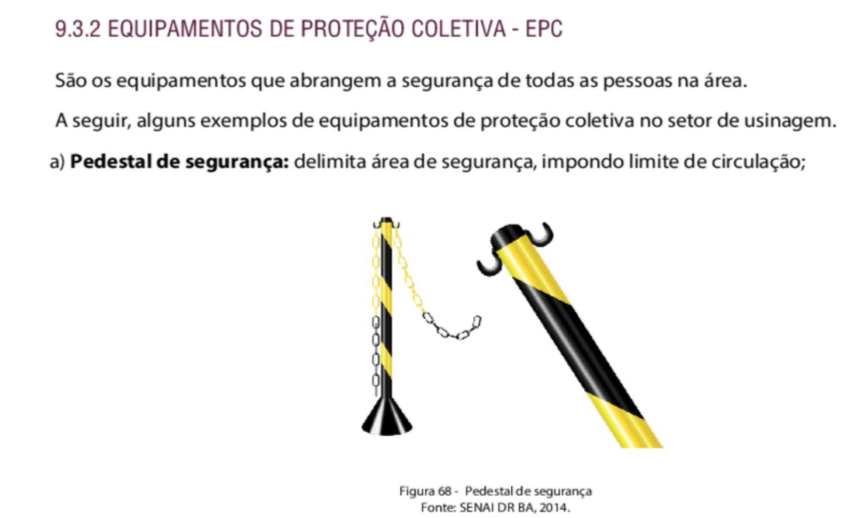 9.3.2 EQUIPAMENTOS DE PROTEÇÃO COLETIVA - EPC
São os equipamentos que abrangem a segurança de todas as pessoas na área.
A seguir, alguns exemplos de equipamentos de proteção coletiva no setor de usinagem.
a) Pedestal de segurança: delimita área de segurança, impondo limite de circulação;
Figura 68 - Pedestal de segurança
Fonte: SENAI DR BA, 2014.